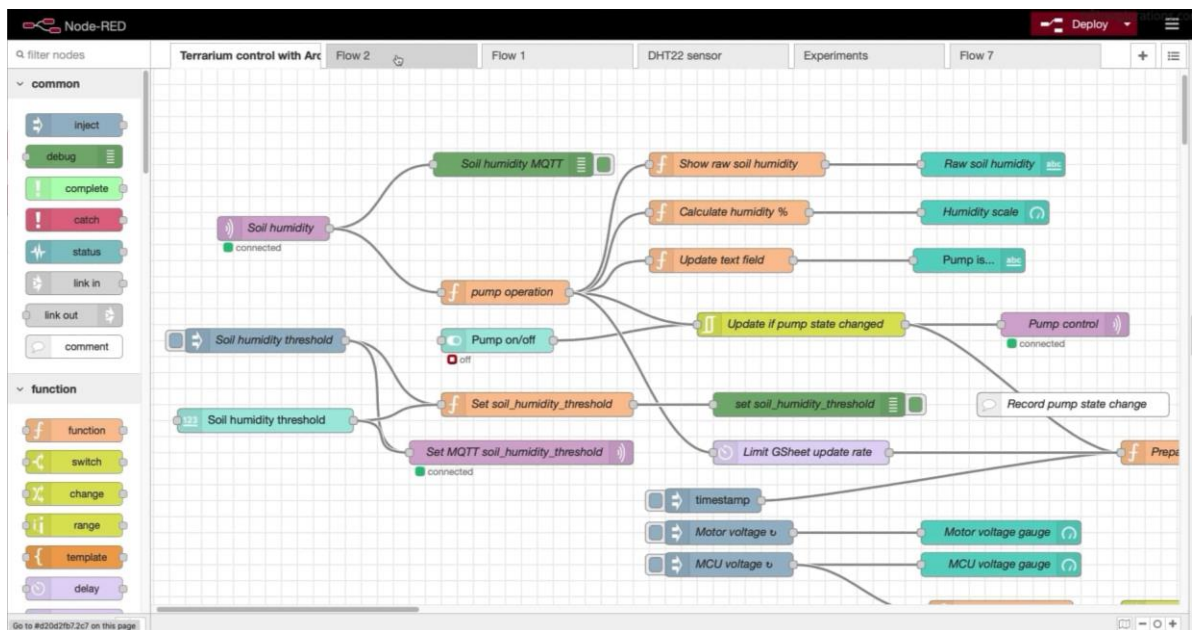 Node-RED
Deploy
filter nodes
Terrarium control with Arc
Flow 2
Flow 1
DHT22 sensor
Experiments
Flow 7
common
inject
debug
complete
catch
status
link in
link out
comment
function
function
switch
change
range
template
delay
Soil humidity MQTT
Show raw soil humidity
Raw soil humidity
abc
Soil humidity
connected
Calculate humidity %
Humidity scale
Update text field
Pump is...
abc
pump operation
Soil humidity threshold
Pump on/off
off
Update if pump state changed
Pump control
connected
Soil humidity threshold
123
Set soil_humidity_threshold
set soil_humidity_threshold
Record pump state change
Set MQTT soil_humidity_threshold
connected
Limit GSheet update rate
Prepa
timestamp
Motor voltage ↻
Motor voltage gauge
MCU voltage ↻
MCU voltage gauge
Go to #d20d2fb7.2c7 on this page